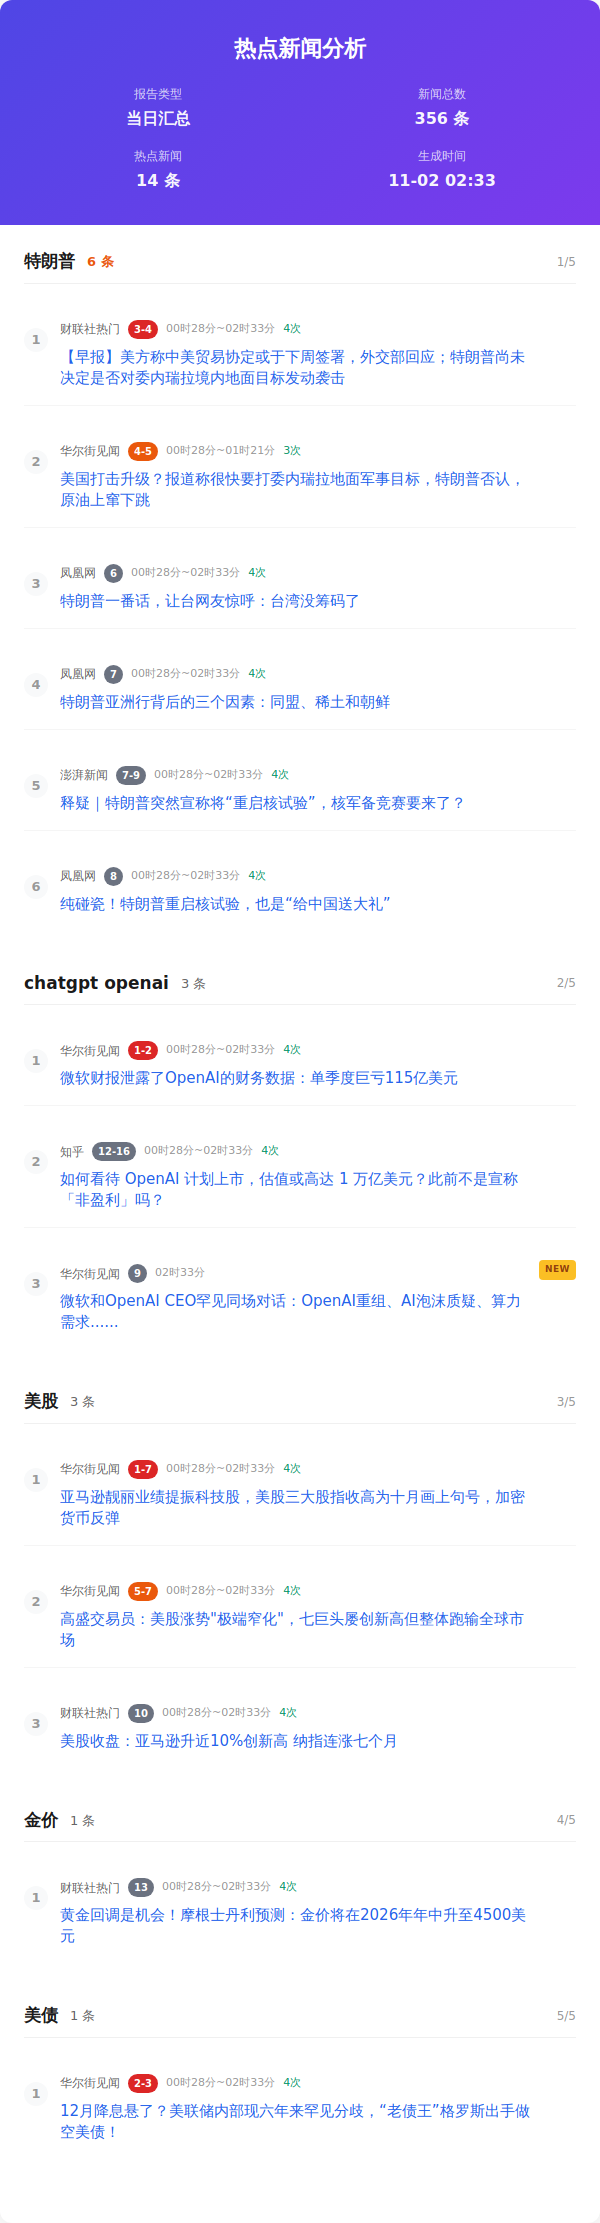 热点新闻分析
报告类型
新闻总数
当日汇总
356 条
热点新闻
生成时间
14 条
11-02 02:33
特朗普 6 条 1/5
1
财联社热门 3-4 00时28分~02时33分 4次
【早报】美方称中美贸易协定或于下周签署，外交部回应；特朗普尚未
决定是否对委内瑞拉境内地面目标发动袭击
2
华尔街见闻 4-5 00时28分~01时21分 3次
美国打击升级？报道称很快要打委内瑞拉地面军事目标，特朗普否认，
原油上窜下跳
3
凤凰网 6 00时28分~02时33分 4次
特朗普一番话，让台网友惊呼：台湾没筹码了
4
凤凰网 7 00时28分~02时33分 4次
特朗普亚洲行背后的三个因素：同盟、稀土和朝鲜
5
澎湃新闻 7-9 00时28分~02时33分 4次
释疑｜特朗普突然宣称将“重启核试验”，核军备竞赛要来了？
6
凤凰网 8 00时28分~02时33分 4次
纯碰瓷！特朗普重启核试验，也是“给中国送大礼”
chatgpt openai 3 条 2/5
1
华尔街见闻 1-2 00时28分~02时33分 4次
微软财报泄露了OpenAI的财务数据：单季度巨亏115亿美元
2
知乎 12-16 00时28分~02时33分 4次
如何看待 OpenAI 计划上市，估值或高达 1 万亿美元？此前不是宣称
「非盈利」吗？
3
华尔街见闻 9 02时33分 NEW
微软和OpenAI CEO罕见同场对话：OpenAI重组、AI泡沫质疑、算力
需求……
美股 3 条 3/5
1
华尔街见闻 1-7 00时28分~02时33分 4次
亚马逊靓丽业绩提振科技股，美股三大股指收高为十月画上句号，加密
货币反弹
2
华尔街见闻 5-7 00时28分~02时33分 4次
高盛交易员：美股涨势"极端窄化"，七巨头屡创新高但整体跑输全球市
场
3
财联社热门 10 00时28分~02时33分 4次
美股收盘：亚马逊升近10%创新高 纳指连涨七个月
金价 1 条 4/5
1
财联社热门 13 00时28分~02时33分 4次
黄金回调是机会！摩根士丹利预测：金价将在2026年年中升至4500美
元
美债 1 条 5/5
1
华尔街见闻 2-3 00时28分~02时33分 4次
12月降息悬了？美联储内部现六年来罕见分歧，“老债王”格罗斯出手做
空美债！